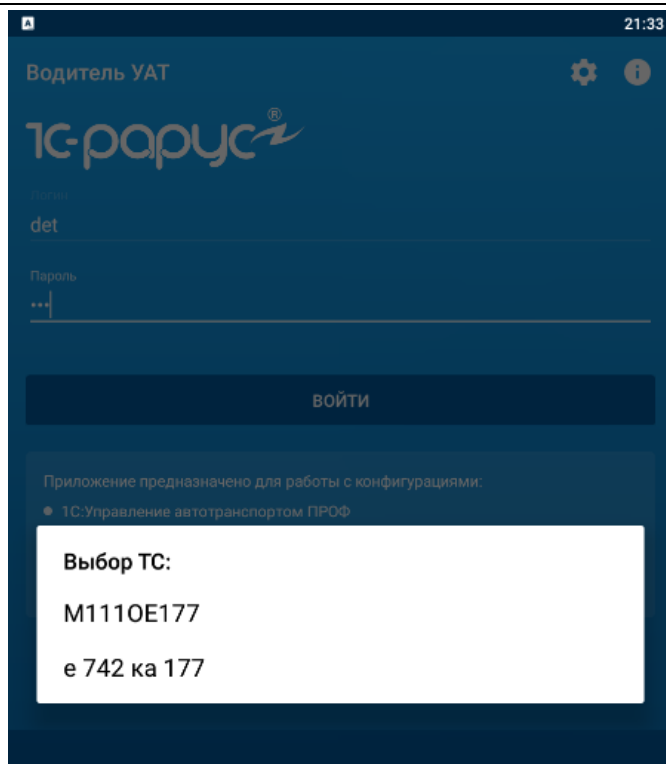 21:33
Водитель УАТ
1С-рарус®
Логин
det
Пароль
•••
ВОЙТИ
Приложение предназначено для работы с конфигурациями:
● 1С:Управление автотранспортом ПРОФ
Выбор ТС:
М111ОЕ177
е 742 ка 177